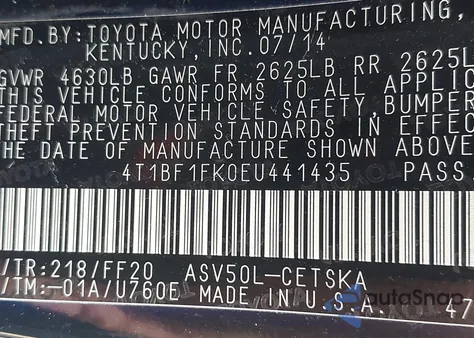 MFD.BY:TOYOTA MOTOR MANUFACTURING,
KENTUCKY,INC.07/14
GVWR 4630LB GAWR FR 2625LB RR 2625L
THIS VEHICLE CONFORMS TO ALL APPLIC
FEDERAL MOTOR VEHICLE SAFETY,BUMPER
THEFT PREVENTION STANDARDS IN EFFEC
THE DATE OF MANUFACTURE SHOWN ABOVE
4T1BF1FK0EU441435 PASS.
/TR:218/FF20 ASV50L-CETSKA
/TM:-01A/U760E MADE IN U.S.A. 47
autoSnap